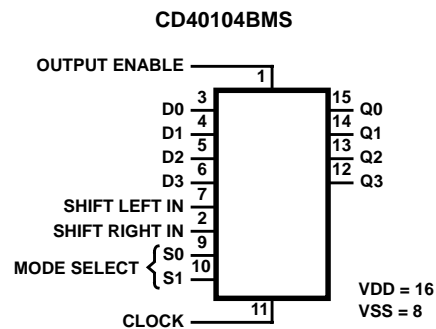 CD40104BMS
OUTPUT ENABLE
1
D0 3 15 Q0
D1 4 14 Q1
D2 5 13 Q2
D3 6 12 Q3
SHIFT LEFT IN 7
SHIFT RIGHT IN 2
MODE SELECT S0 9
S1 10
VDD = 16
VSS = 8
CLOCK 11